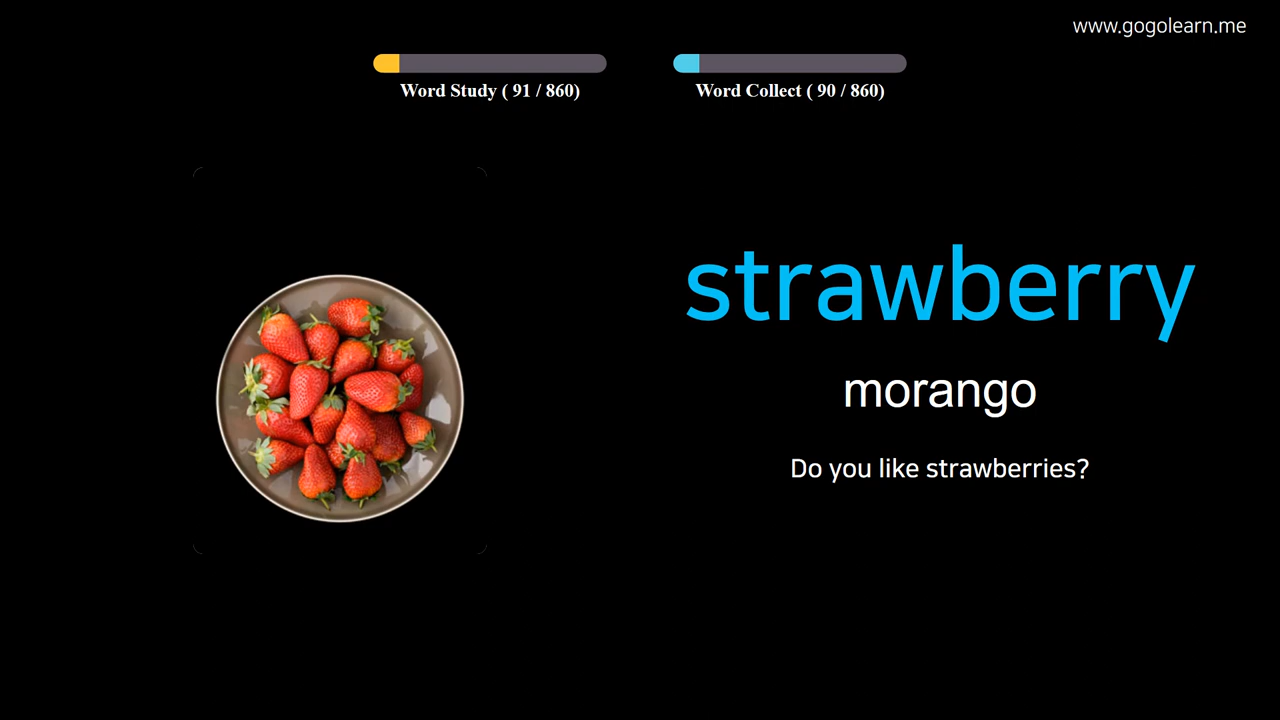 www.gogolearn.me
Word Study ( 91 / 860)
Word Collect ( 90 / 860)
strawberry
morango
Do you like strawberries?